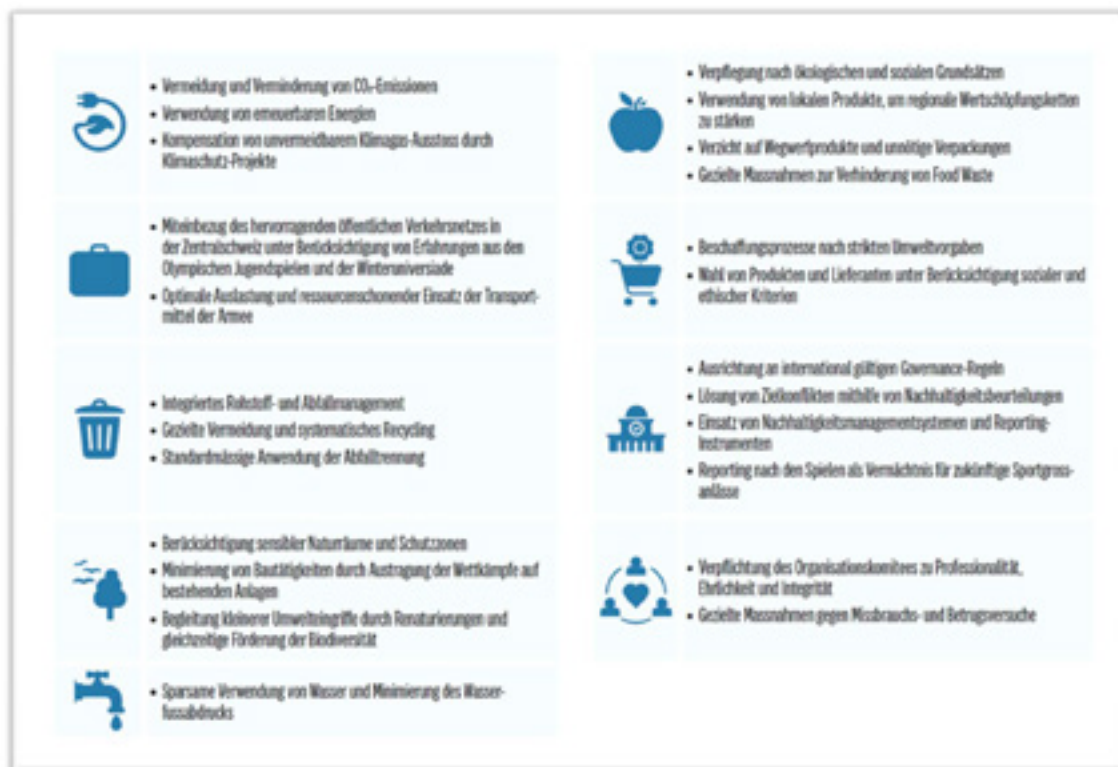 • Vermeidung und Verminderung von CO₂-Emissionen
• Verwendung von erneuerbaren Energien
• Kompensation von unvermeidbarem Klimagas-Ausstoss durch
Klimaschutz-Projekte
• Miteinbezug des hervorragenden öffentlichen Verkehrsnetzes in
der Zentralschweiz unter Berücksichtigung von Erfahrungen aus den
Olympischen Jugendspielen und der Winteruniversiade
• Optimale Auslastung und ressourcenschonender Einsatz der Transport-
mittel der Armee
• Integriertes Rohstoff- und Abfallmanagement
• Gezielte Vermeidung und systematisches Recycling
• Standardmässige Anwendung der Abfalltrennung
• Berücksichtigung sensibler Naturräume und Schutzzonen
• Minimierung von Bautätigkeiten durch Austragung der Wettkämpfe auf
bestehenden Anlagen
• Begleitung kleinerer Umwelteingriffe durch Renaturierungen und
gleichzeitige Förderung der Biodiversität
• Sparsame Verwendung von Wasser und Minimierung des Wasser-
fussabdrucks
• Verpflegung nach ökologischen und sozialen Grundsätzen
• Verwendung von lokalen Produkte, um regionale Wertschöpfungsketten
zu stärken
• Verzicht auf Wegwerfprodukte und unnötige Verpackungen
• Gezielte Massnahmen zur Verhinderung von Food Waste
• Beschaffungsprozesse nach strikten Umweltvorgaben
• Wahl von Produkten und Lieferanten unter Berücksichtigung sozialer und
ethischer Kriterien
• Ausrichtung an international gültigen Governance-Regeln
• Lösung von Zielkonflikten mithilfe von Nachhaltigkeitsbeurteilungen
• Einsatz von Nachhaltigkeitsmanagementsystemen und Reporting-
Instrumenten
• Reporting nach den Spielen als Vermächtnis für zukünftige Sportgross-
anlässe
• Verpflichtung des Organisationskomitees zu Professionalität,
Ehrlichkeit und Integrität
• Gezielte Massnahmen gegen Missbrauchs- und Betrugsversuche